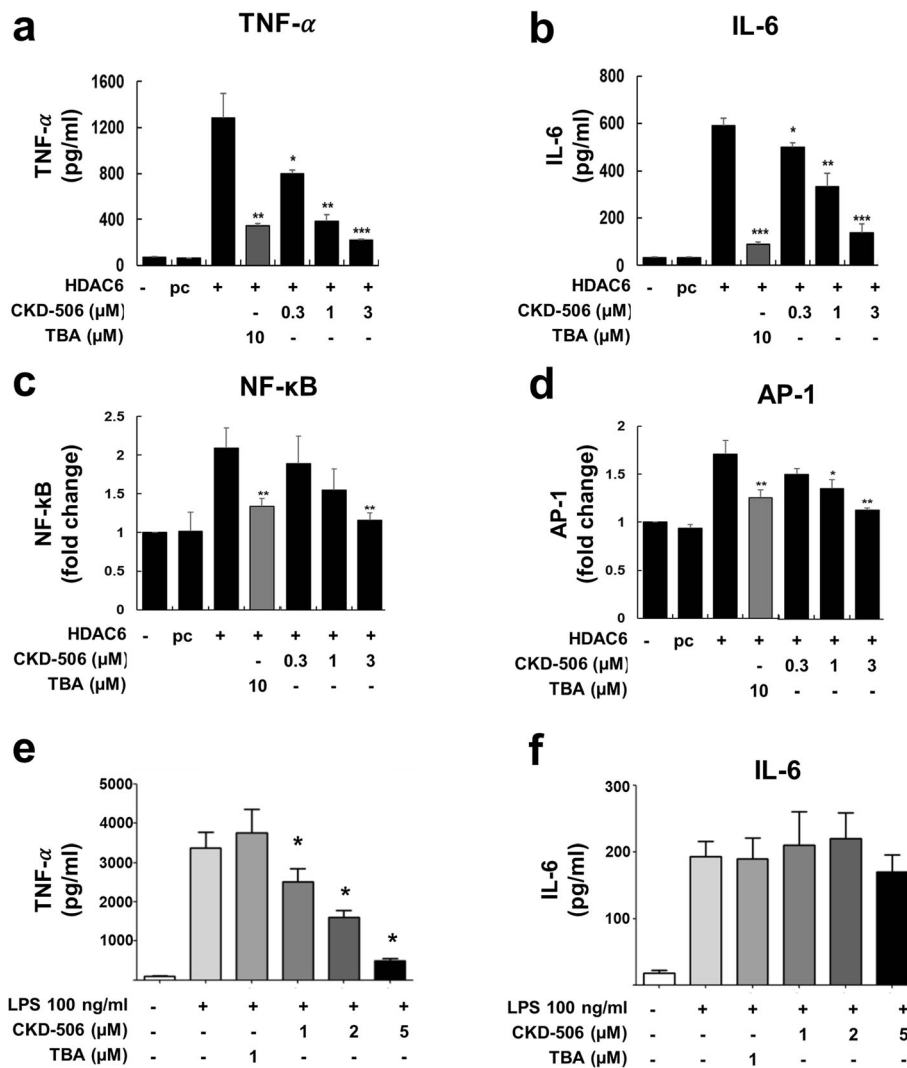 a
TNF-α
TNF-α
(pg/ml)
1600
1200
800
400
0
**
*
**
***
HDAC6 - pc + + + + +
CKD-506 (µM) - 0.3 1 3
TBA (µM) 10 - - -
b
IL-6
IL-6
(pg/ml)
800
600
400
200
0
***
*
**
***
HDAC6 - pc + + + + +
CKD-506 (µM) - 0.3 1 3
TBA (µM) 10 - - -
c
NF-κB
NF-kB
(fold change)
2.5
2
1.5
1
0.5
0
**
**
HDAC6 - pc + + + + +
CKD-506 (µM) - 0.3 1 3
TBA (µM) 10 - - -
d
AP-1
AP-1
(fold change)
2
1.5
1
0.5
0
**
*
**
HDAC6 - pc + + + + +
CKD-506 (µM) - 0.3 1 3
TBA (µM) 10 - - -
e
TNF-α
(pg/ml)
5000
4000
3000
2000
1000
*
*
*
LPS 100 ng/ml - + + + + +
CKD-506 (µM) - - - 1 2 5
TBA (µM) - - 1 - - -
f
IL-6
IL-6
(pg/ml)
300
200
100
LPS 100 ng/ml - + + + + +
CKD-506 (µM) - - - 1 2 5
TBA (µM) - - 1 - - -